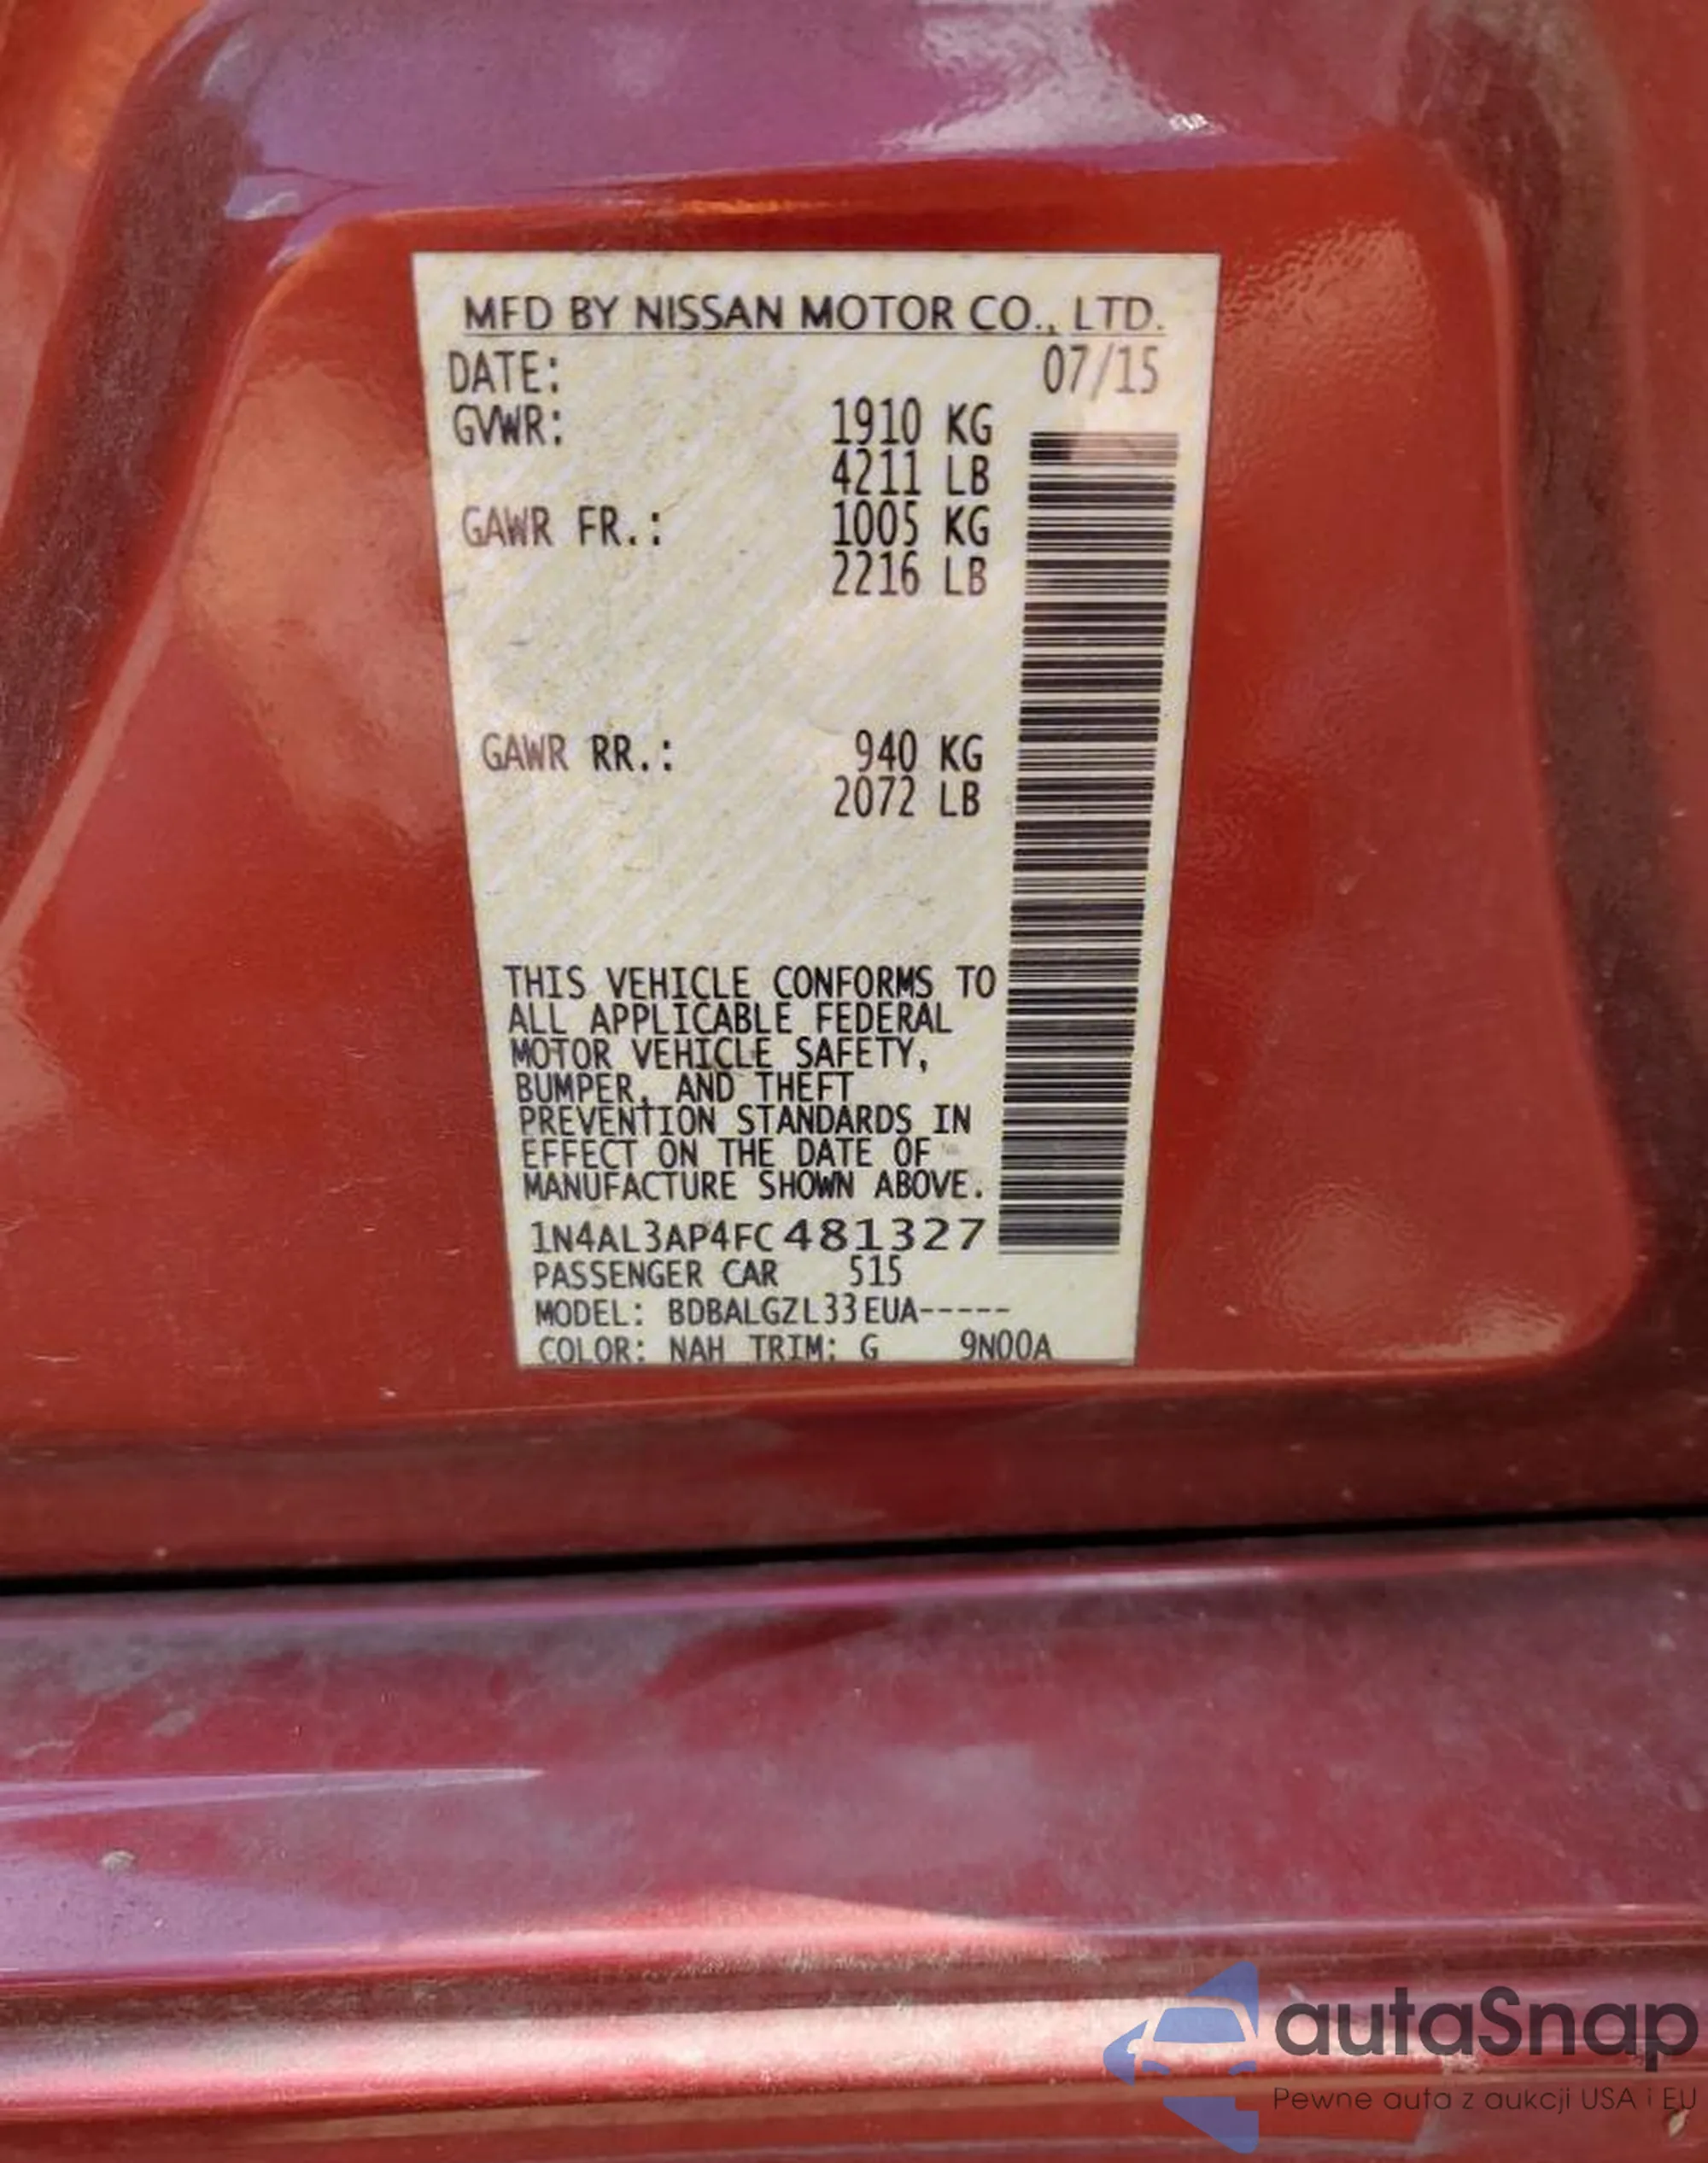 MFD BY NISSAN MOTOR CO., LTD.
DATE: 07/15
GVWR: 1910 KG
4211 LB
GAWR FR.: 1005 KG
2216 LB
GAWR RR.: 940 KG
2072 LB
THIS VEHICLE CONFORMS TO
ALL APPLICABLE FEDERAL
MOTOR VEHICLE SAFETY,
BUMPER, AND THEFT
PREVENTION STANDARDS IN
EFFECT ON THE DATE OF
MANUFACTURE SHOWN ABOVE.
1N4AL3AP4FC481327
PASSENGER CAR 515
MODEL: BDBALGZL33EUA-----
COLOR: NAH TRIM: G 9N00A
autaSnap
Pewne auta z aukcji USA i EU